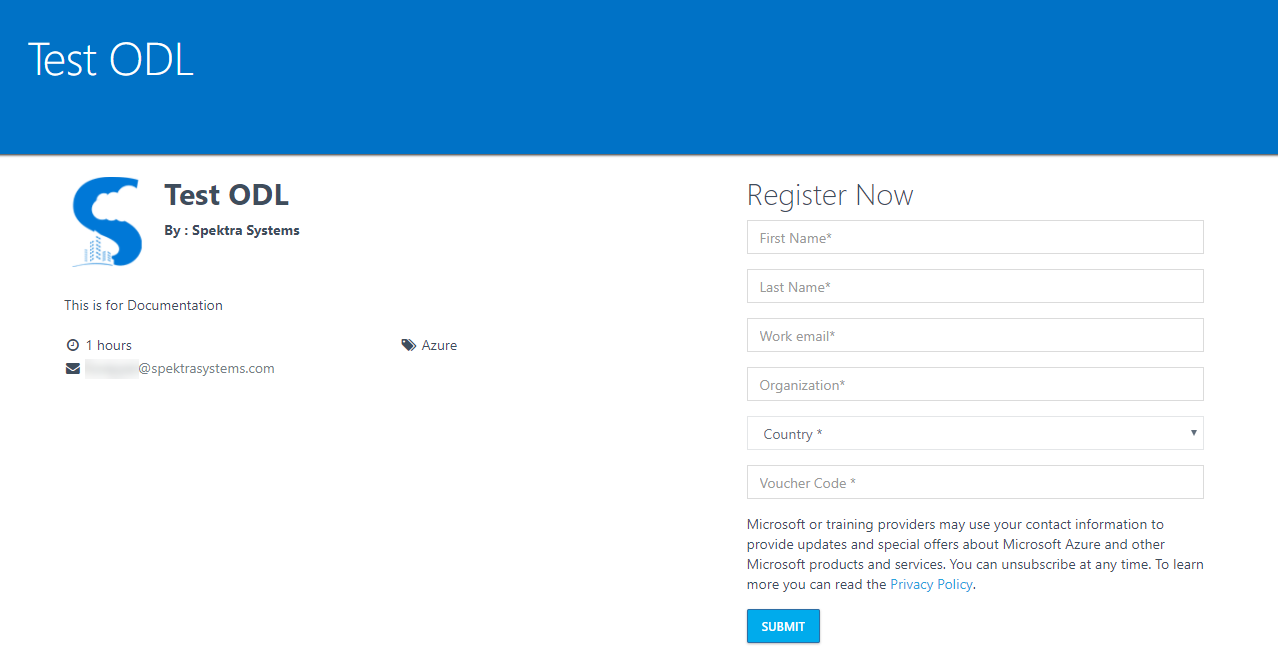 Test ODL
Test ODL
By : Spektra Systems
This is for Documentation
1 hours
Azure
@spektrasystems.com
Register Now
First Name*
Last Name*
Work email*
Organization*
Country *
Voucher Code *
Microsoft or training providers may use your contact information to
provide updates and special offers about Microsoft Azure and other
Microsoft products and services. You can unsubscribe at any time. To learn
more you can read the Privacy Policy.
SUBMIT